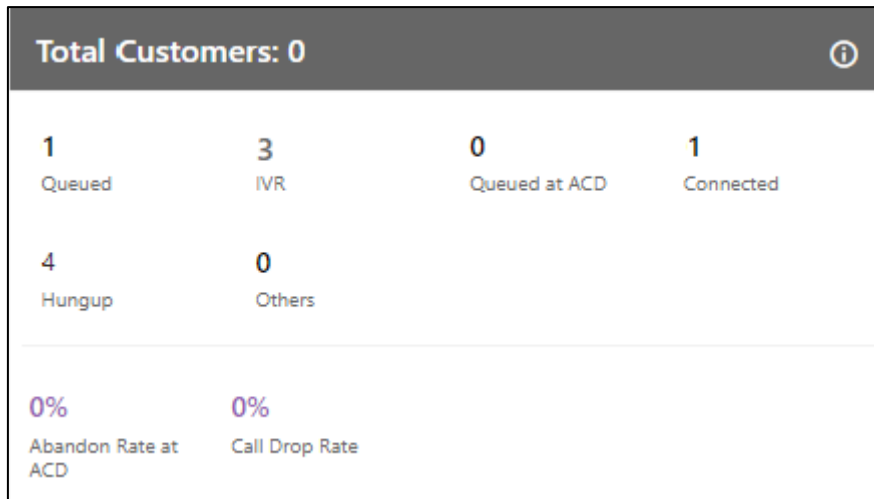 Total Customers: 0
1 3 0 1
Queued IVR Queued at ACD Connected
4 0
Hungup Others
0% 0%
Abandon Rate at Call Drop Rate
ACD